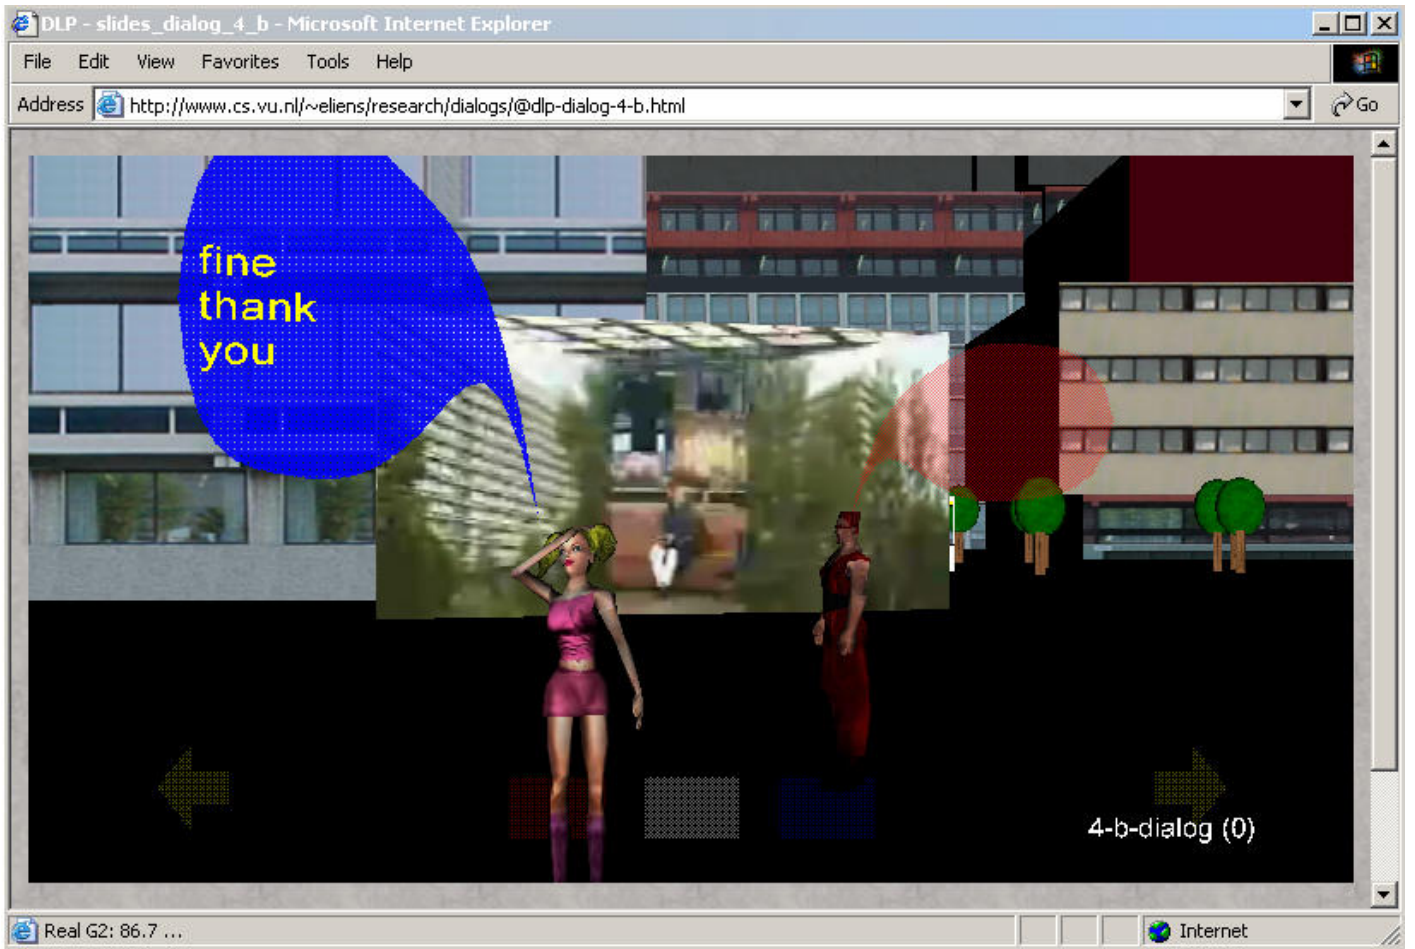 DLP - slides_dialog_4_b - Microsoft Internet Explorer
File Edit View Favorites Tools Help
Address http://www.cs.vu.nl/~eliens/research/dialogs/@dlp-dialog-4-b.html Go
fine
thank
you
4-b-dialog (0)
Real G2: 86.7 ... Internet